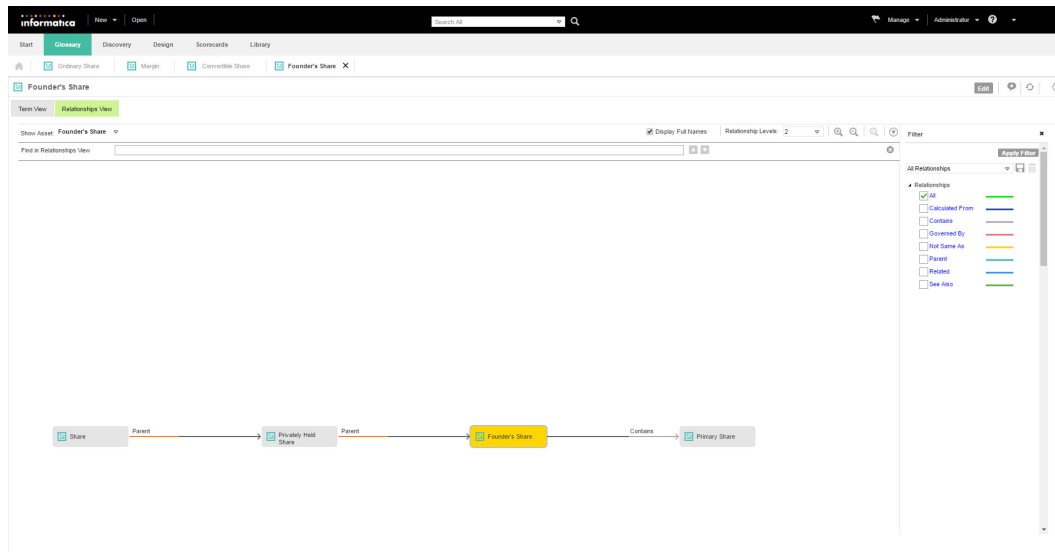 informatica New Open Search All Manage Administrator
Start Glossary Discovery Design Scorecards Library
Ordinary Share Margin Convertible Share Founder's Share X
Founder's Share Edit
Term View Relationships View
Show Asset: Founder's Share Display Full Names Relationship Levels: 2 Filter
Find in Relationships View Apply Filter
All Relationships
Relationships
All
Calculated From
Contains
Governed By
Not Same As
Parent
Related
See Also
Parent Parent Contains
Share Privately Held Share Founder's Share Primary Share